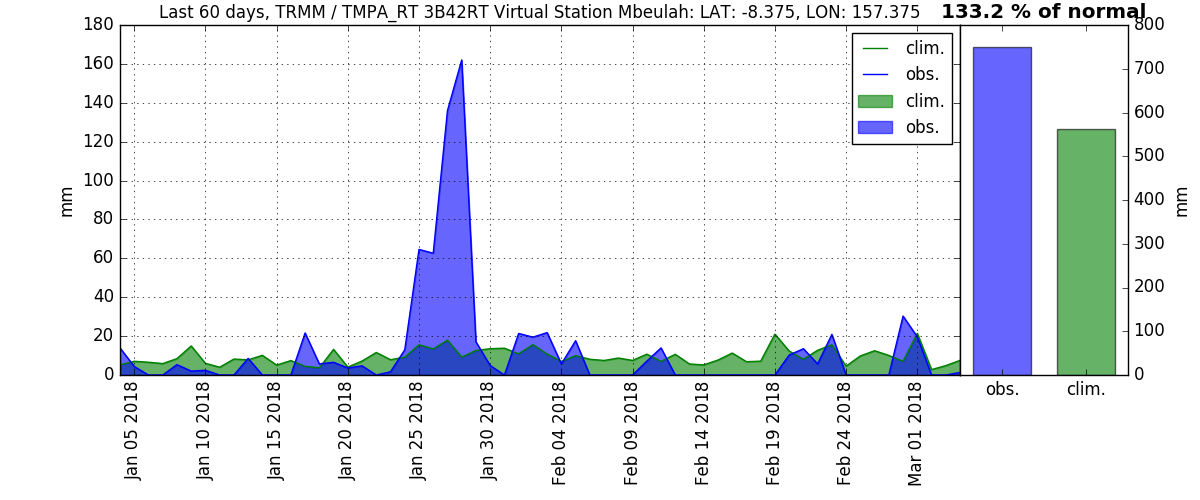 Last 60 days, TRMM / TMPA_RT 3B42RT Virtual Station Mbeulah: LAT: -8.375, LON: 157.375
133.2 % of normal
mm
180
160
140
120
100
80
60
40
20
0
clim.
obs.
clim.
obs.
800
700
600
500
400
300
200
100
0
mm
Jan 05 2018
Jan 10 2018
Jan 15 2018
Jan 20 2018
Jan 25 2018
Jan 30 2018
Feb 04 2018
Feb 09 2018
Feb 14 2018
Feb 19 2018
Feb 24 2018
Mar 01 2018
obs.
clim.